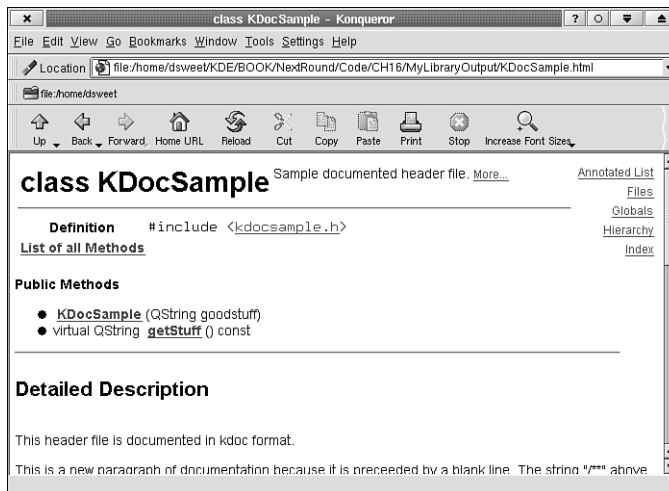 class KDocSample - Konqueror
File Edit View Go Bookmarks Window Tools Settings Help
Location file:/home/dsweet/KDE/BOOK/NextRound/Code/CH16/MyLibraryOutput/KDocSample.html
file:/home/dsweet
Up Back Forward Home URL Reload Cut Copy Paste Print Stop Increase Font Sizes
class KDocSample Sample documented header file. More...
Annotated List
Files
Globals
Hierarchy
Index
Definition #include <kdocsample.h>
List of all Methods
Public Methods
● KDocSample (QString goodstuff)
● virtual QString getStuff () const
Detailed Description
This header file is documented in kdoc format.
This is a new paragraph of documentation because it is preceeded by a blank line. The string "/**" above